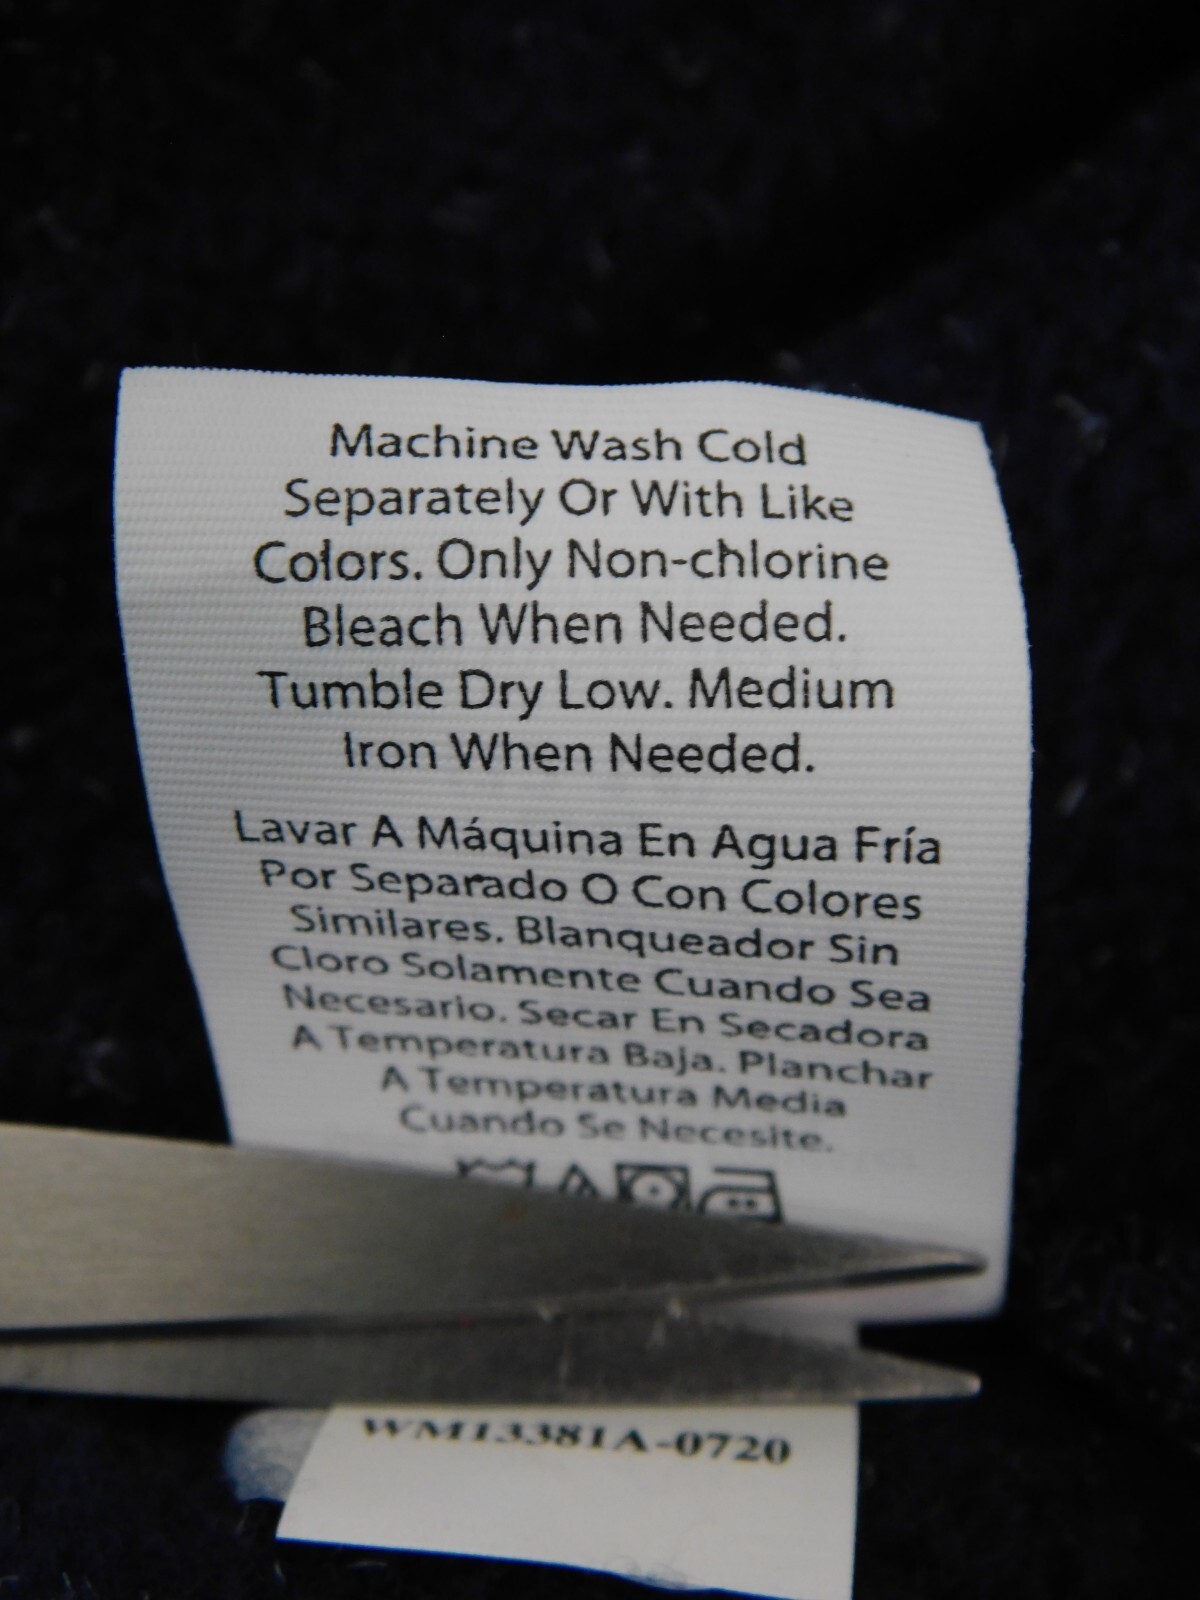 Machine Wash Cold
Separately Or With Like
Colors. Only Non-chlorine
Bleach When Needed.
Tumble Dry Low. Medium
Iron When Needed.
Lavar A Máquina En Agua Fría
Por Separado O Con Colores
Similares. Blanqueador Sin
Cloro Solamente Cuando Sea
Necesario. Secar En Secadora
A Temperatura Baja. Planchar
A Temperatura Media
Cuando Se Necesite.
WM13381A-0720